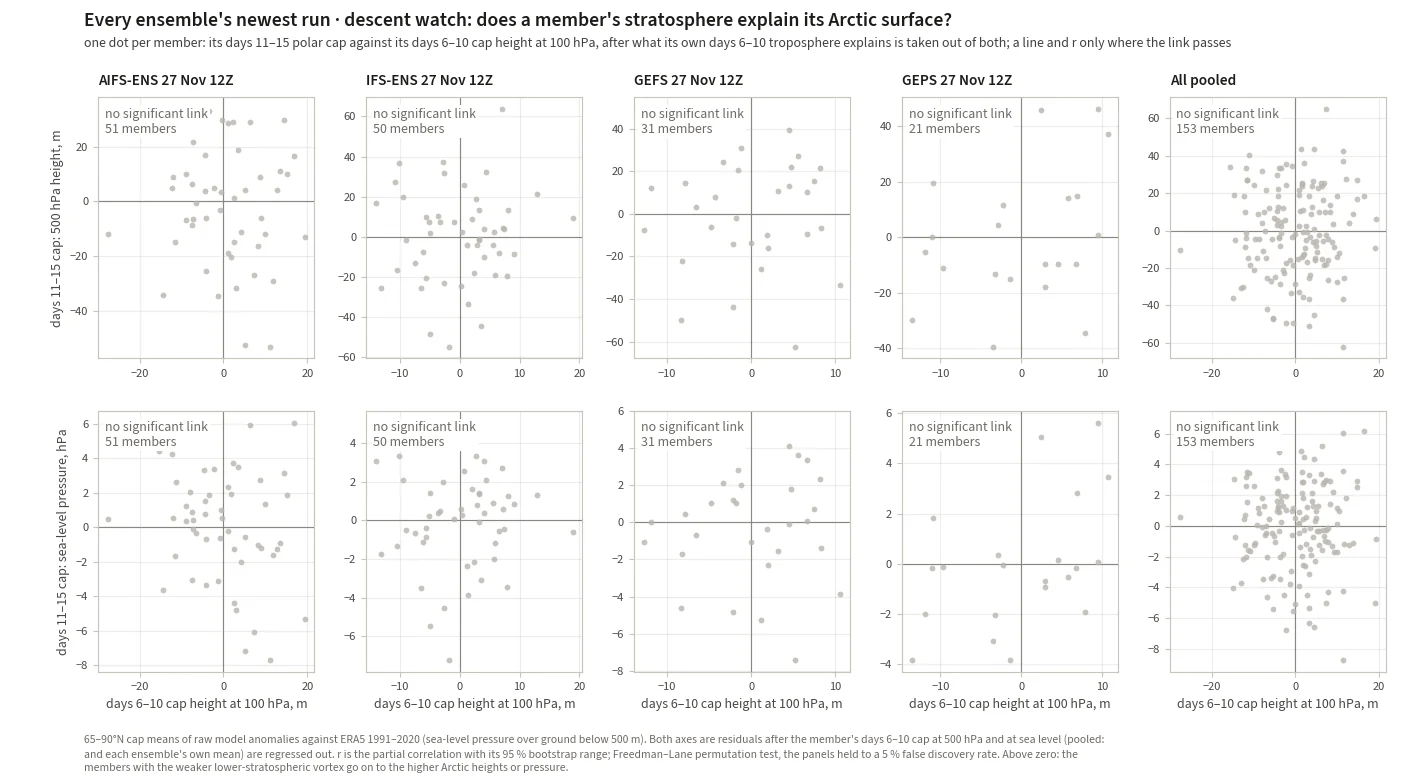 Every ensemble's newest run · descent watch: does a member's stratosphere explain its Arctic surface?
one dot per member: its days 11–15 polar cap against its days 6–10 cap height at 100 hPa, after what its own days 6–10 troposphere explains is taken out of both; a line and r only where the link passes
AIFS-ENS 27 Nov 12Z
IFS-ENS 27 Nov 12Z
GEFS 27 Nov 12Z
GEPS 27 Nov 12Z
All pooled
days 11–15 cap: 500 hPa height, m
no significant link
51 members
20
0
−20
−40
−20
0
20
no significant link
50 members
60
40
20
0
−20
−40
−60
−10
0
10
20
no significant link
31 members
40
20
0
−20
−40
−60
−10
0
10
no significant link
21 members
40
20
0
−20
−40
−10
0
10
no significant link
153 members
60
40
20
0
−20
−40
−60
−20
0
20
days 11–15 cap: sea-level pressure, hPa
no significant link
51 members
6
4
2
0
−2
−4
−6
−8
−20
0
20
days 6–10 cap height at 100 hPa, m
no significant link
50 members
4
2
0
−2
−4
−6
−10
0
10
20
days 6–10 cap height at 100 hPa, m
no significant link
31 members
6
4
2
0
−2
−4
−6
−8
−10
0
10
days 6–10 cap height at 100 hPa, m
no significant link
21 members
6
4
2
0
−2
−4
−10
0
10
days 6–10 cap height at 100 hPa, m
no significant link
153 members
6
4
2
0
−2
−4
−6
−8
−20
0
20
days 6–10 cap height at 100 hPa, m
65–90°N cap means of raw model anomalies against ERA5 1991–2020 (sea-level pressure over ground below 500 m). Both axes are residuals after the member's days 6–10 cap at 500 hPa and at sea level (pooled:
and each ensemble's own mean) are regressed out. r is the partial correlation with its 95 % bootstrap range; Freedman–Lane permutation test, the panels held to a 5 % false discovery rate. Above zero: the
members with the weaker lower-stratospheric vortex go on to the higher Arctic heights or pressure.